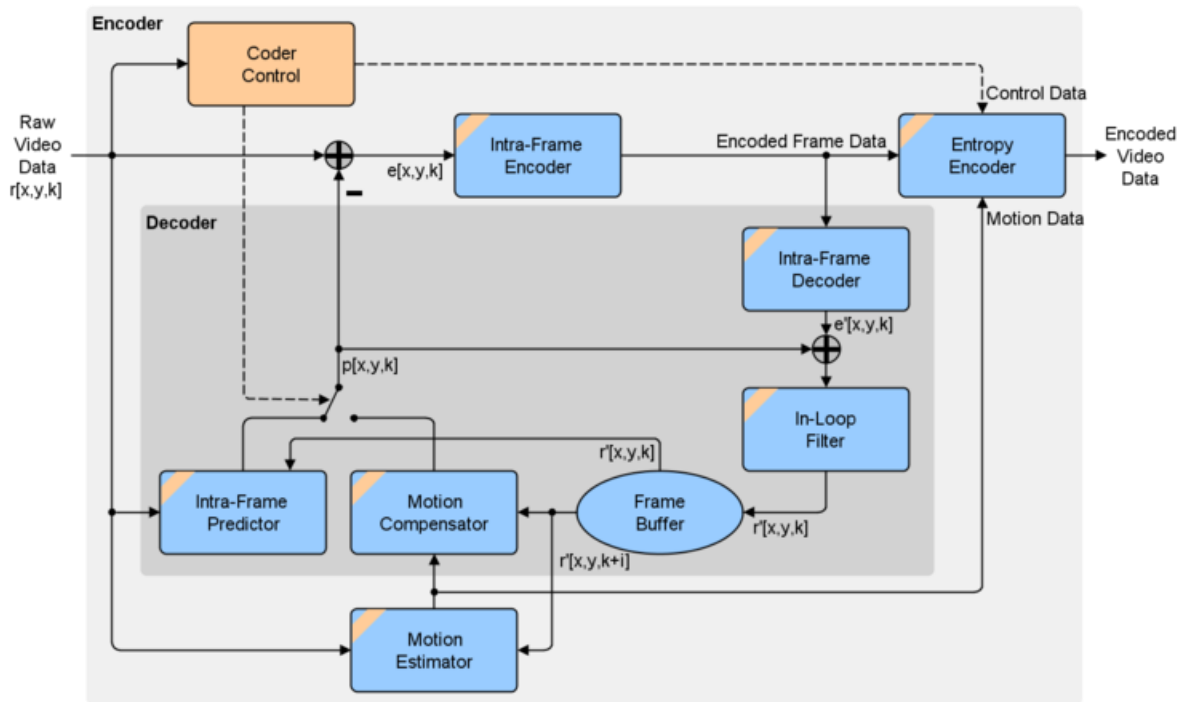 Encoder
Coder
Control
Control Data
Raw
Video
Data
r[x,y,k]
e[x,y,k]
Intra-Frame
Encoder
Encoded Frame Data
Entropy
Encoder
Encoded
Video
Data
Motion Data
Decoder
Intra-Frame
Decoder
e'[x,y,k]
p[x,y,k]
In-Loop
Filter
r'[x,y,k]
Intra-Frame
Predictor
Motion
Compensator
Frame
Buffer
r'[x,y,k]
r'[x,y,k+i]
Motion
Estimator